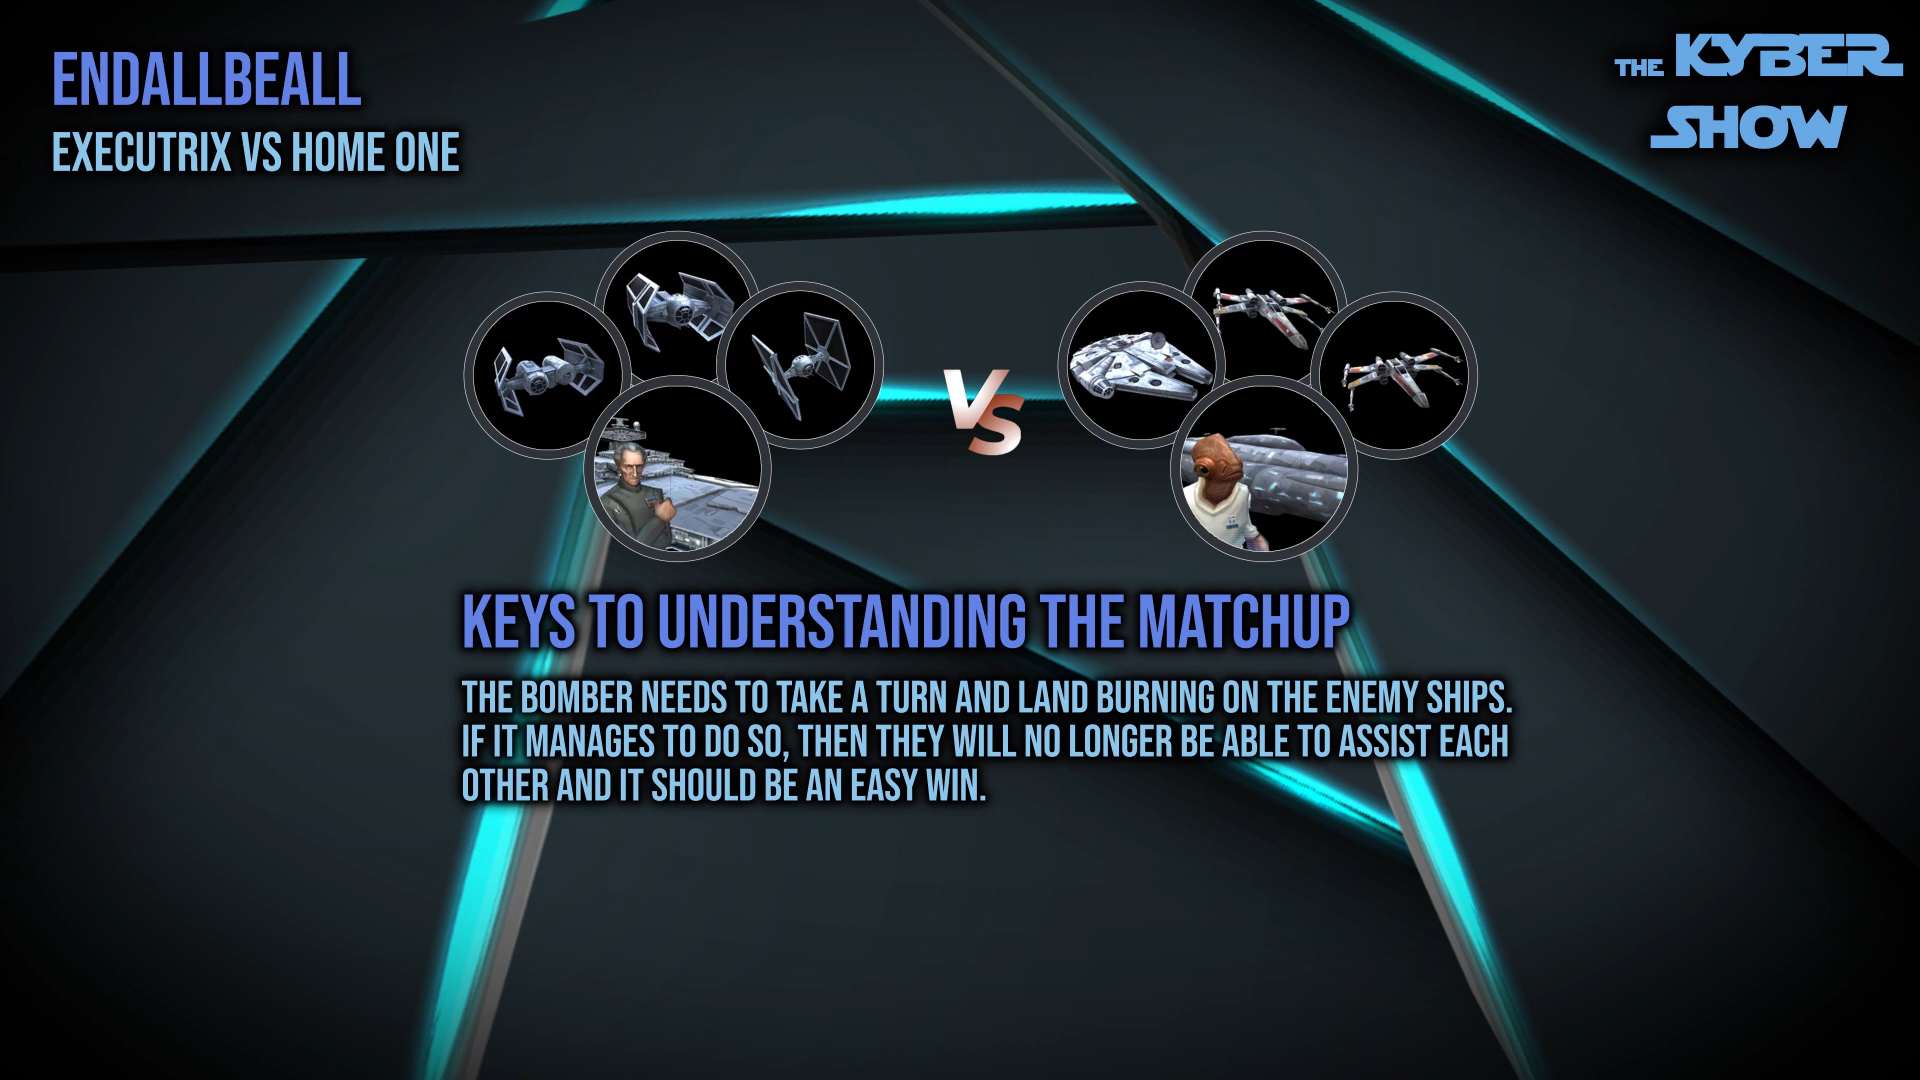 ENDALLBEALL
EXECUTRIX VS HOME ONE
THE KYBER
SHOW
VS
KEYS TO UNDERSTANDING THE MATCHUP
THE BOMBER NEEDS TO TAKE A TURN AND LAND BURNING ON THE ENEMY SHIPS.
IF IT MANAGES TO DO SO, THEN THEY WILL NO LONGER BE ABLE TO ASSIST EACH
OTHER AND IT SHOULD BE AN EASY WIN.